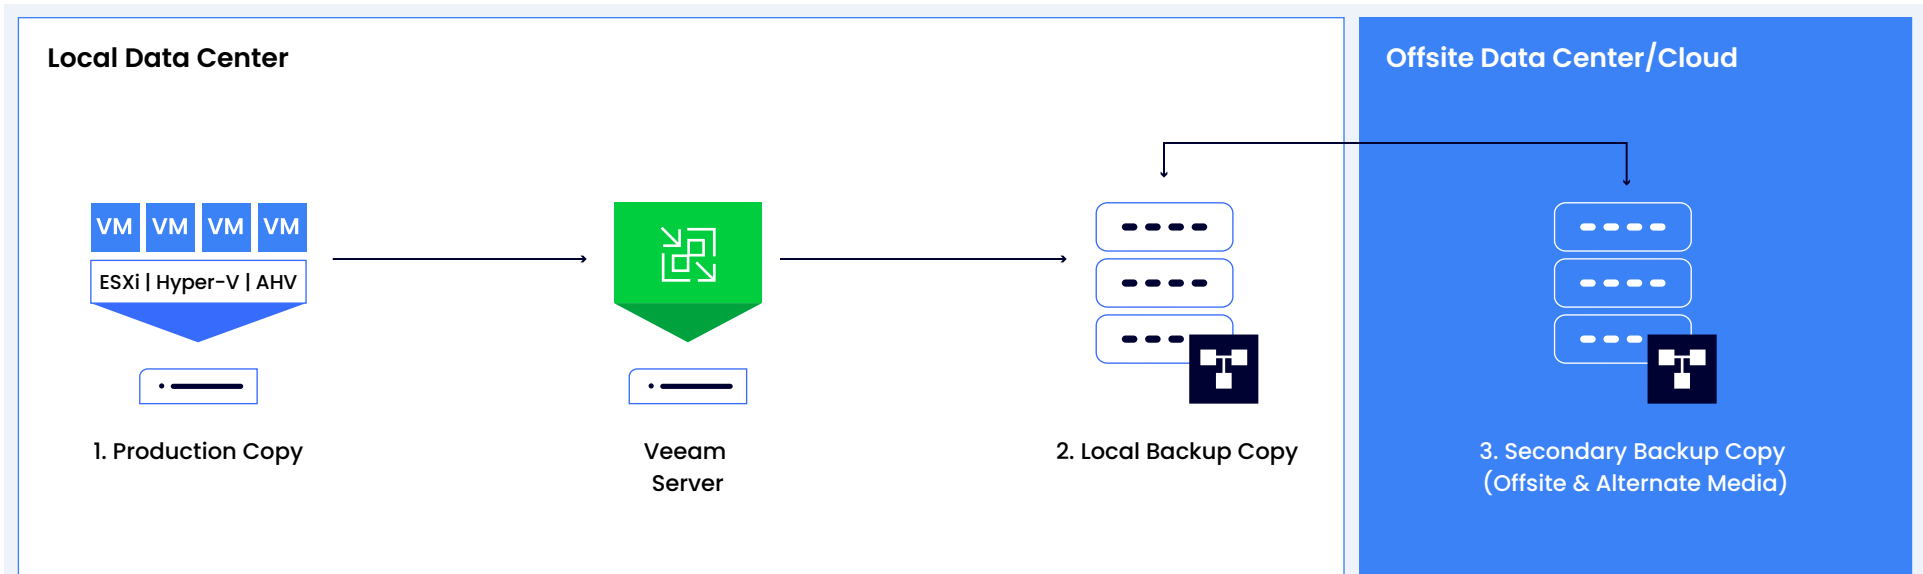 Local Data Center
Offsite Data Center/Cloud
VM VM VM VM
ESXi | Hyper-V | AHV
1. Production Copy
Veeam
Server
2. Local Backup Copy
3. Secondary Backup Copy
(Offsite & Alternate Media)